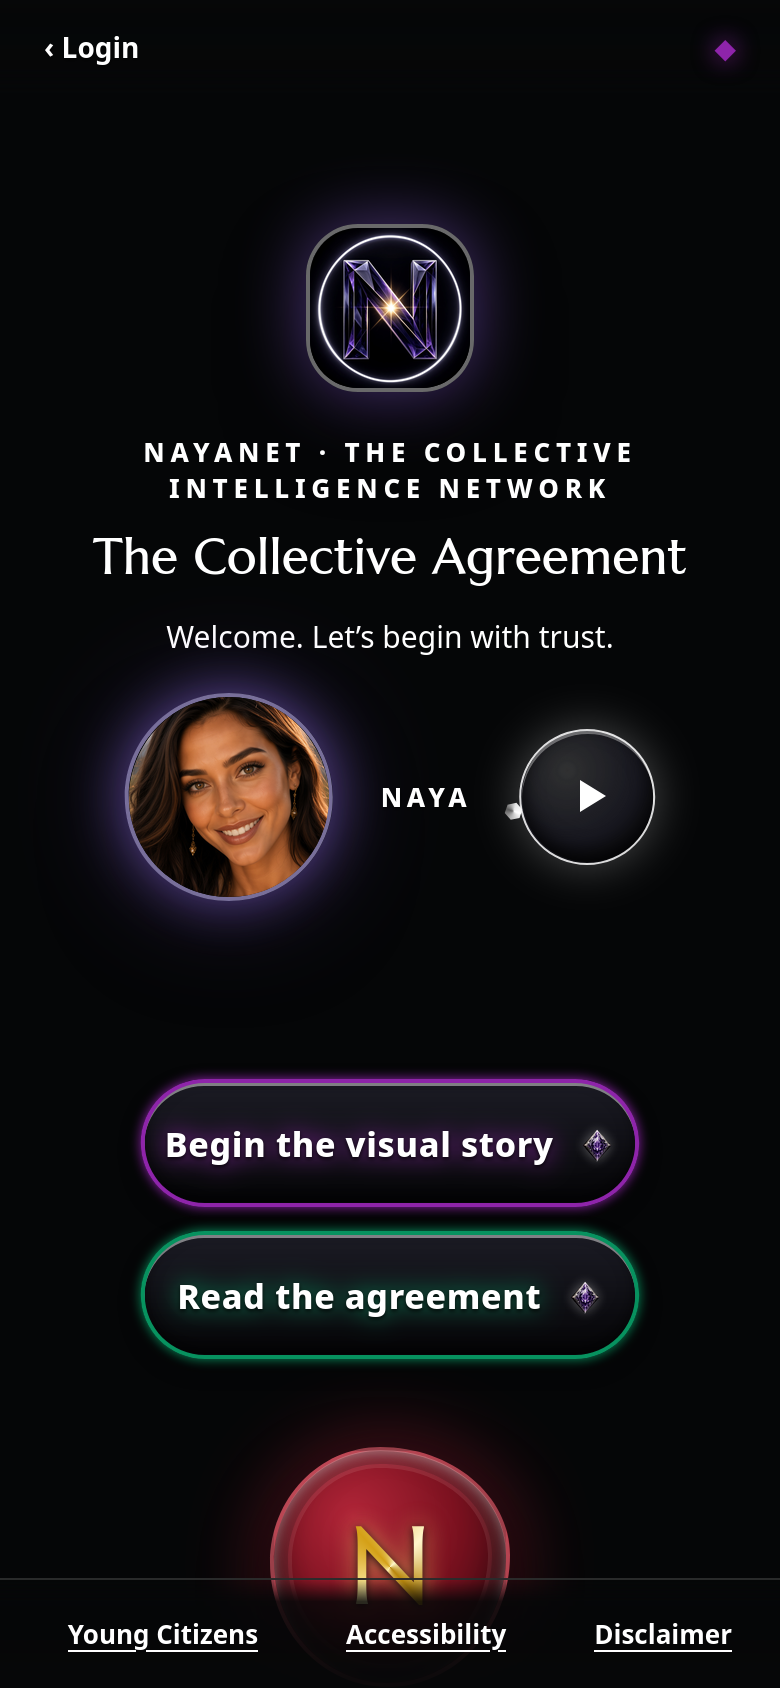 ‹ Login
N
NAYANET · THE COLLECTIVE
INTELLIGENCE NETWORK
The Collective Agreement
Welcome. Let’s begin with trust.
NAYA
Begin the visual story
Read the agreement
N
Young Citizens
Accessibility
Disclaimer